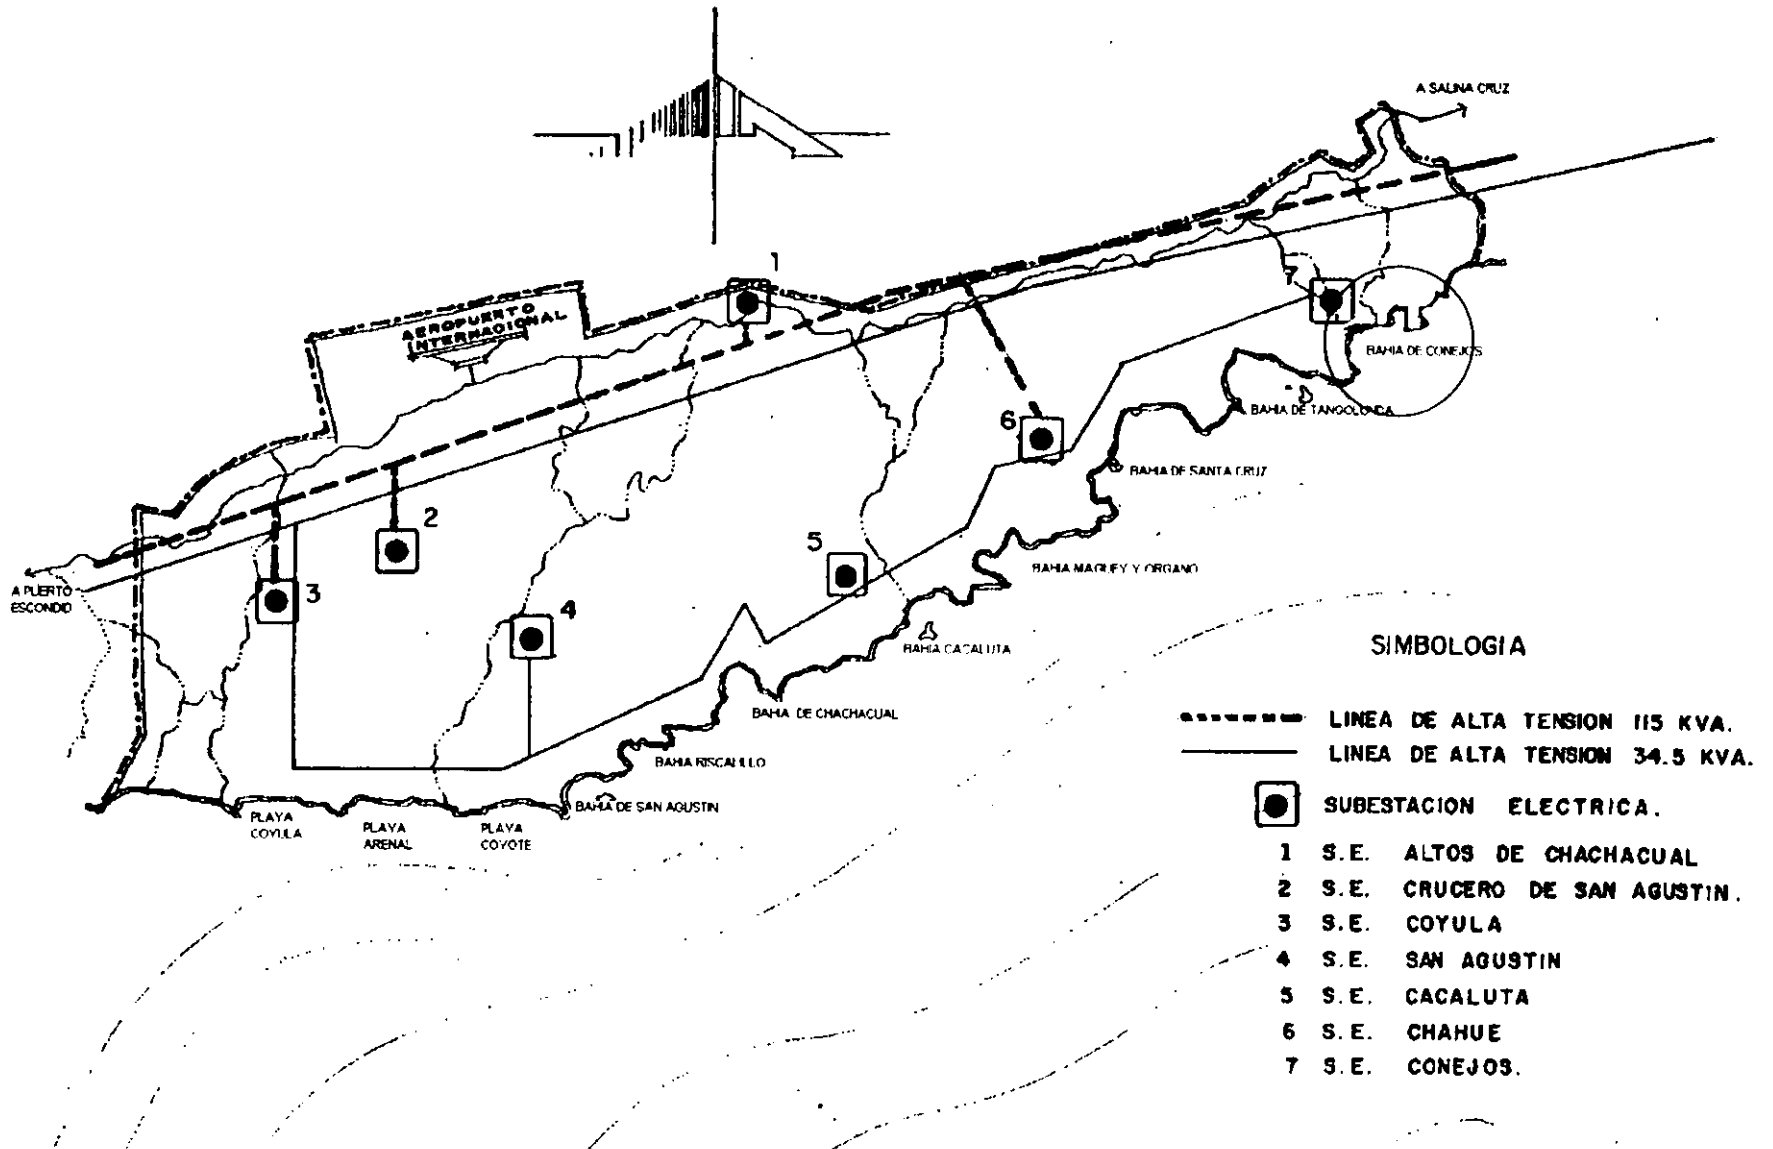 A SALINA CRUZ
1
7
AEROPUERTO
INTERNACIONAL
BAHIA DE CONEJOS
BAHIA DE TANGOLUNDA
6
BAHIA DE SANTA CRUZ
2
5
BAHIA MAGUEY Y ORGANO
A PUERTO
ESCONDID
3
4
BAHIA CACALUTA
BAHIA DE CHACHACUAL
BAHIA RISCALILLO
BAHIA DE SAN AGUSTIN
PLAYA
COYULA
PLAYA
ARENAL
PLAYA
COYOTE
SIMBOLOGIA
LINEA DE ALTA TENSION 115 KVA.
LINEA DE ALTA TENSION 34.5 KVA.
SUBESTACION ELECTRICA.
1 S.E. ALTOS DE CHACHACUAL
2 S.E. CRUCERO DE SAN AGUSTIN.
3 S.E. COYULA
4 S.E. SAN AGUSTIN
5 S.E. CACALUTA
6 S.E. CHAHUE
7 S.E. CONEJOS.